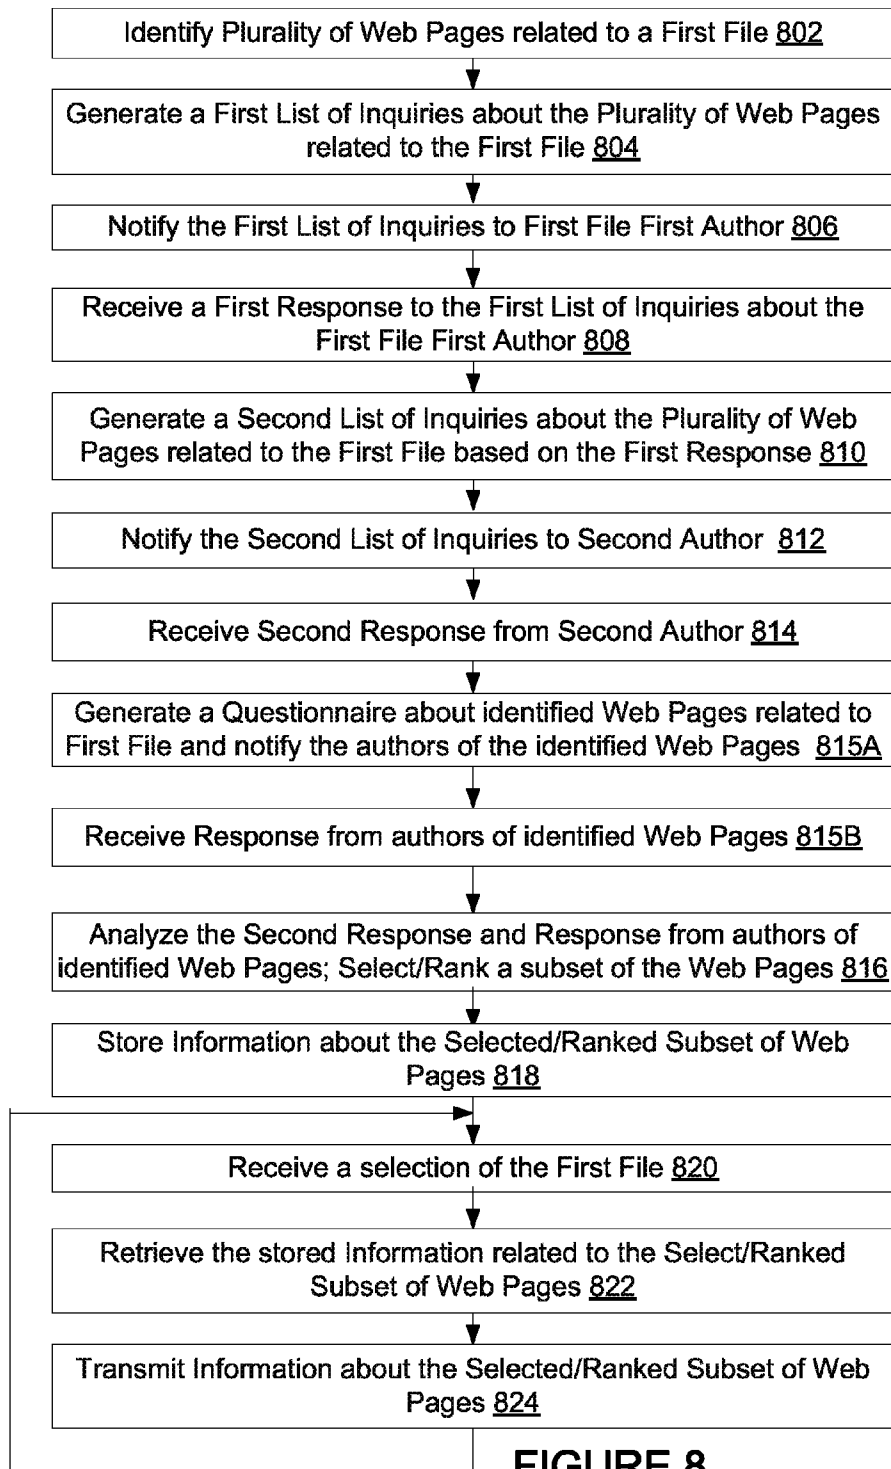 Identify Plurality of Web Pages related to a First File 802
Generate a First List of Inquiries about the Plurality of Web Pages
related to the First File 804
Notify the First List of Inquiries to First File First Author 806
Receive a First Response to the First List of Inquiries about the
First File First Author 808
Generate a Second List of Inquiries about the Plurality of Web
Pages related to the First File based on the First Response 810
Notify the Second List of Inquiries to Second Author 812
Receive Second Response from Second Author 814
Generate a Questionnaire about identified Web Pages related to
First File and notify the authors of the identified Web Pages 815A
Receive Response from authors of identified Web Pages 815B
Analyze the Second Response and Response from authors of
identified Web Pages; Select/Rank a subset of the Web Pages 816
Store Information about the Selected/Ranked Subset of Web
Pages 818
Receive a selection of the First File 820
Retrieve the stored Information related to the Select/Ranked
Subset of Web Pages 822
Transmit Information about the Selected/Ranked Subset of Web
Pages 824
FIGURE 8